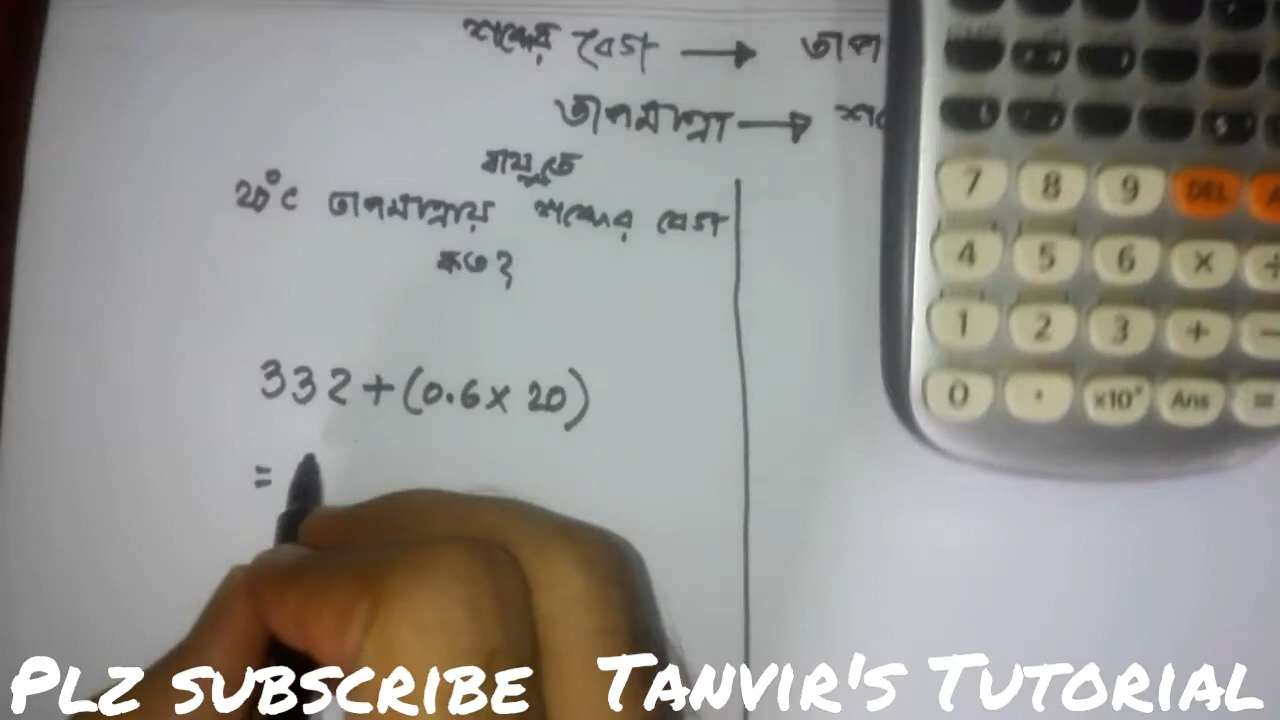 শব্দের বেগ → তাপ
তাপমাত্রা → শব্দ
বায়ুতে
20°C তাপমাত্রায় শব্দের বেগ
কত?
332 + (0.6 × 20)
=
7 8 9 DEL A
4 5 6 × ÷
1 2 3 + −
0 . ×10ˣ Ans =
Plz subscribe Tanvir's Tutorial